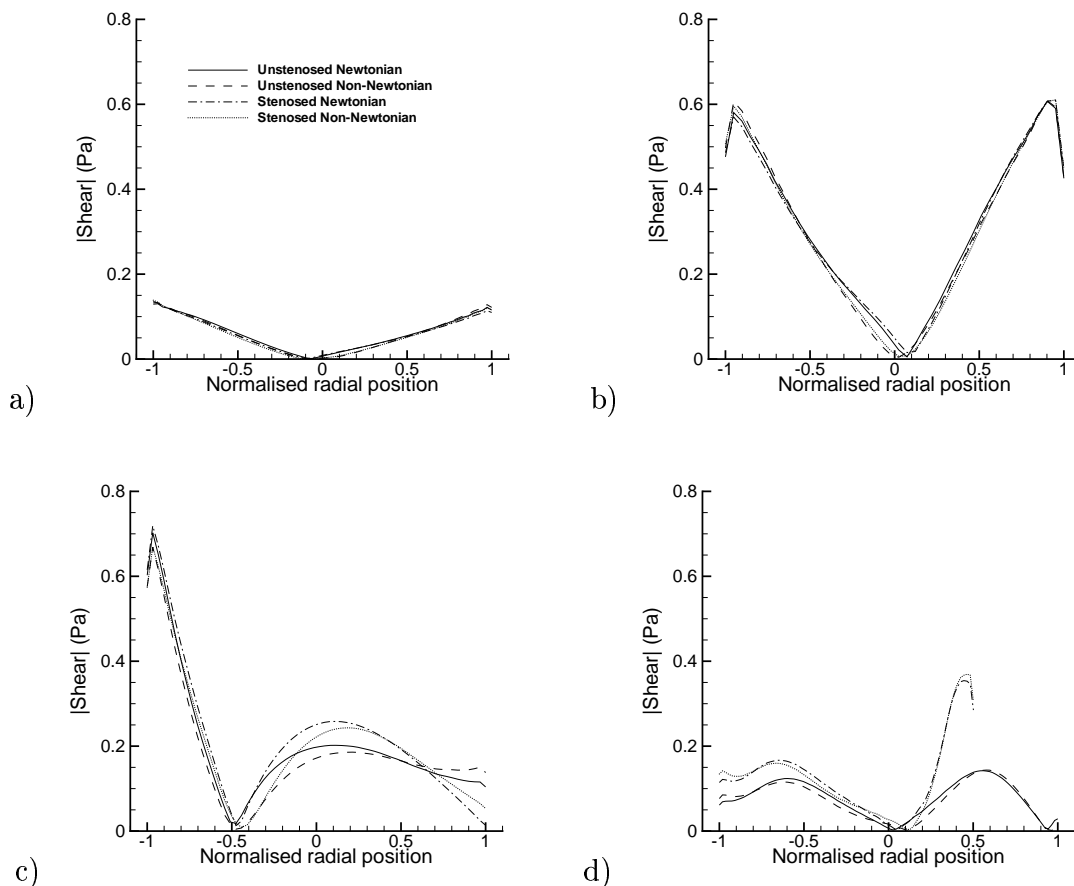 0.8
0.6
0.4
0.2
0
|Shear| (Pa)
Unstenosed Newtonian
Unstenosed Non-Newtonian
Stenosed Newtonian
Stenosed Non-Newtonian
-1 -0.5 0 0.5 1
Normalised radial position
a)
0.8
0.6
0.4
0.2
0
|Shear| (Pa)
-1 -0.5 0 0.5 1
Normalised radial position
b)
0.8
0.6
0.4
0.2
0
|Shear| (Pa)
-1 -0.5 0 0.5 1
Normalised radial position
c)
0.8
0.6
0.4
0.2
0
|Shear| (Pa)
-1 -0.5 0 0.5 1
Normalised radial position
d)